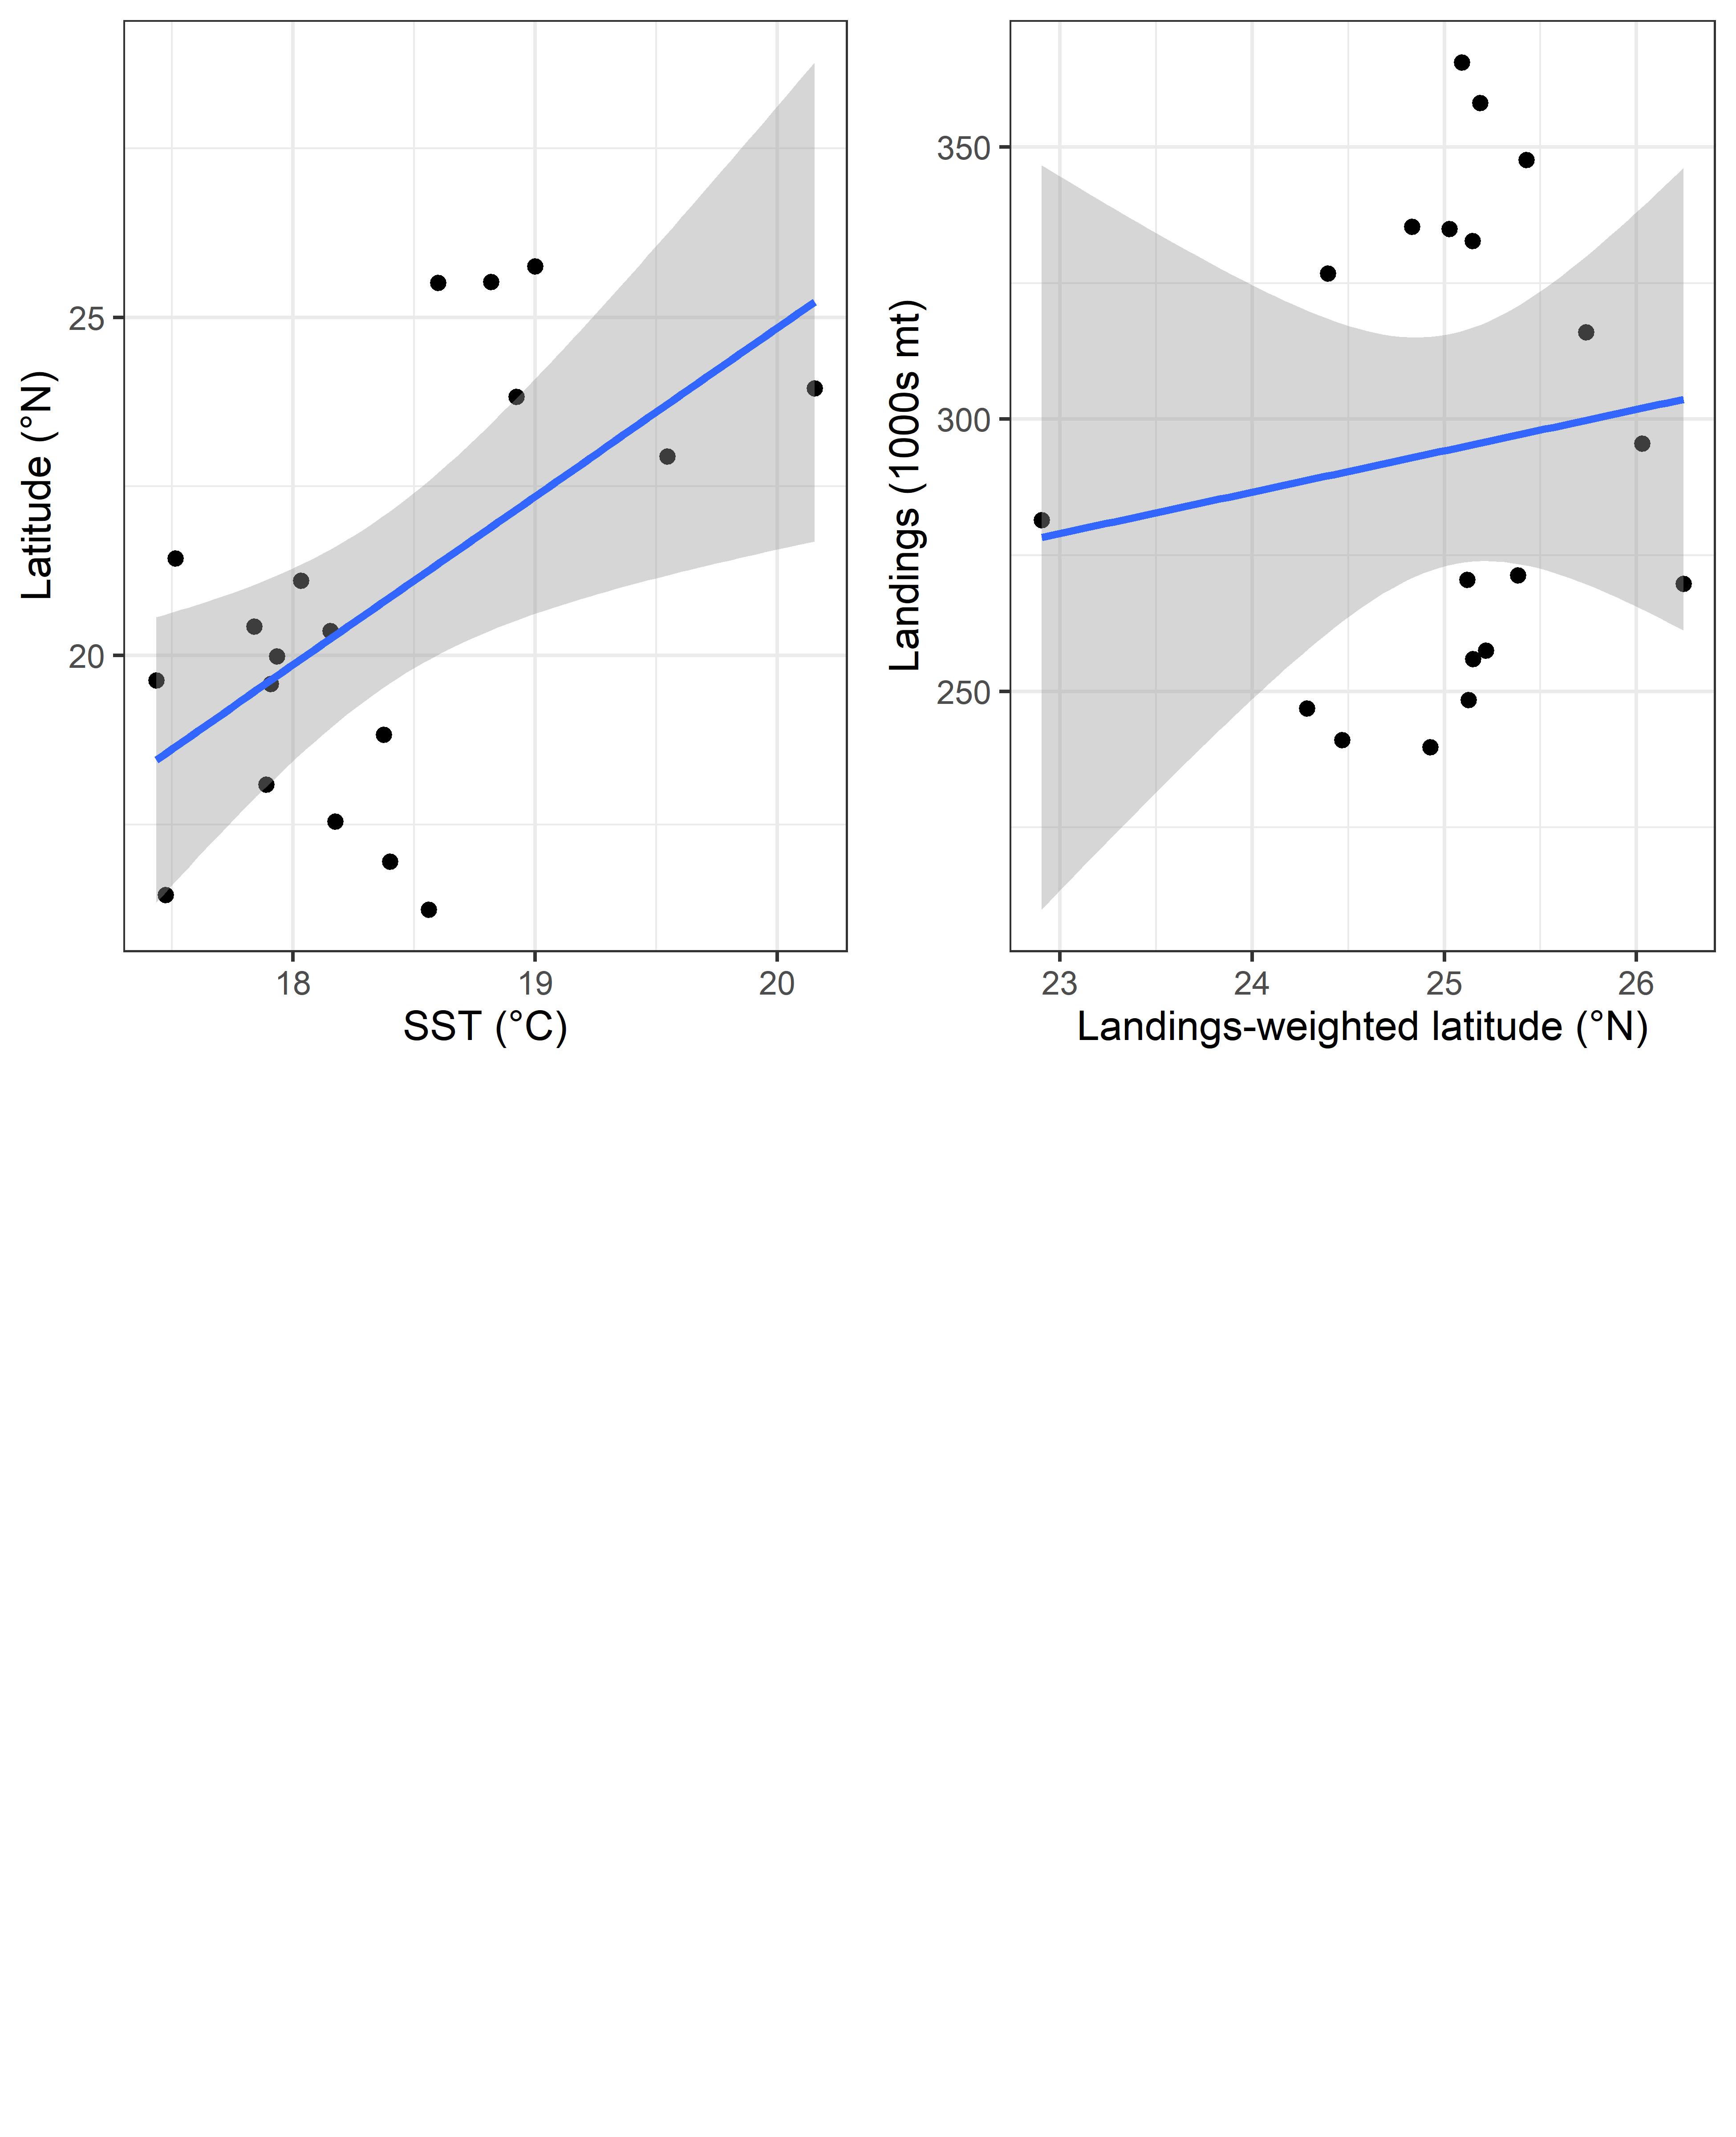 Latitude (°N)
25
20
18 19 20
SST (°C)
Landings (1000s mt)
350
300
250
23 24 25 26
Landings-weighted latitude (°N)